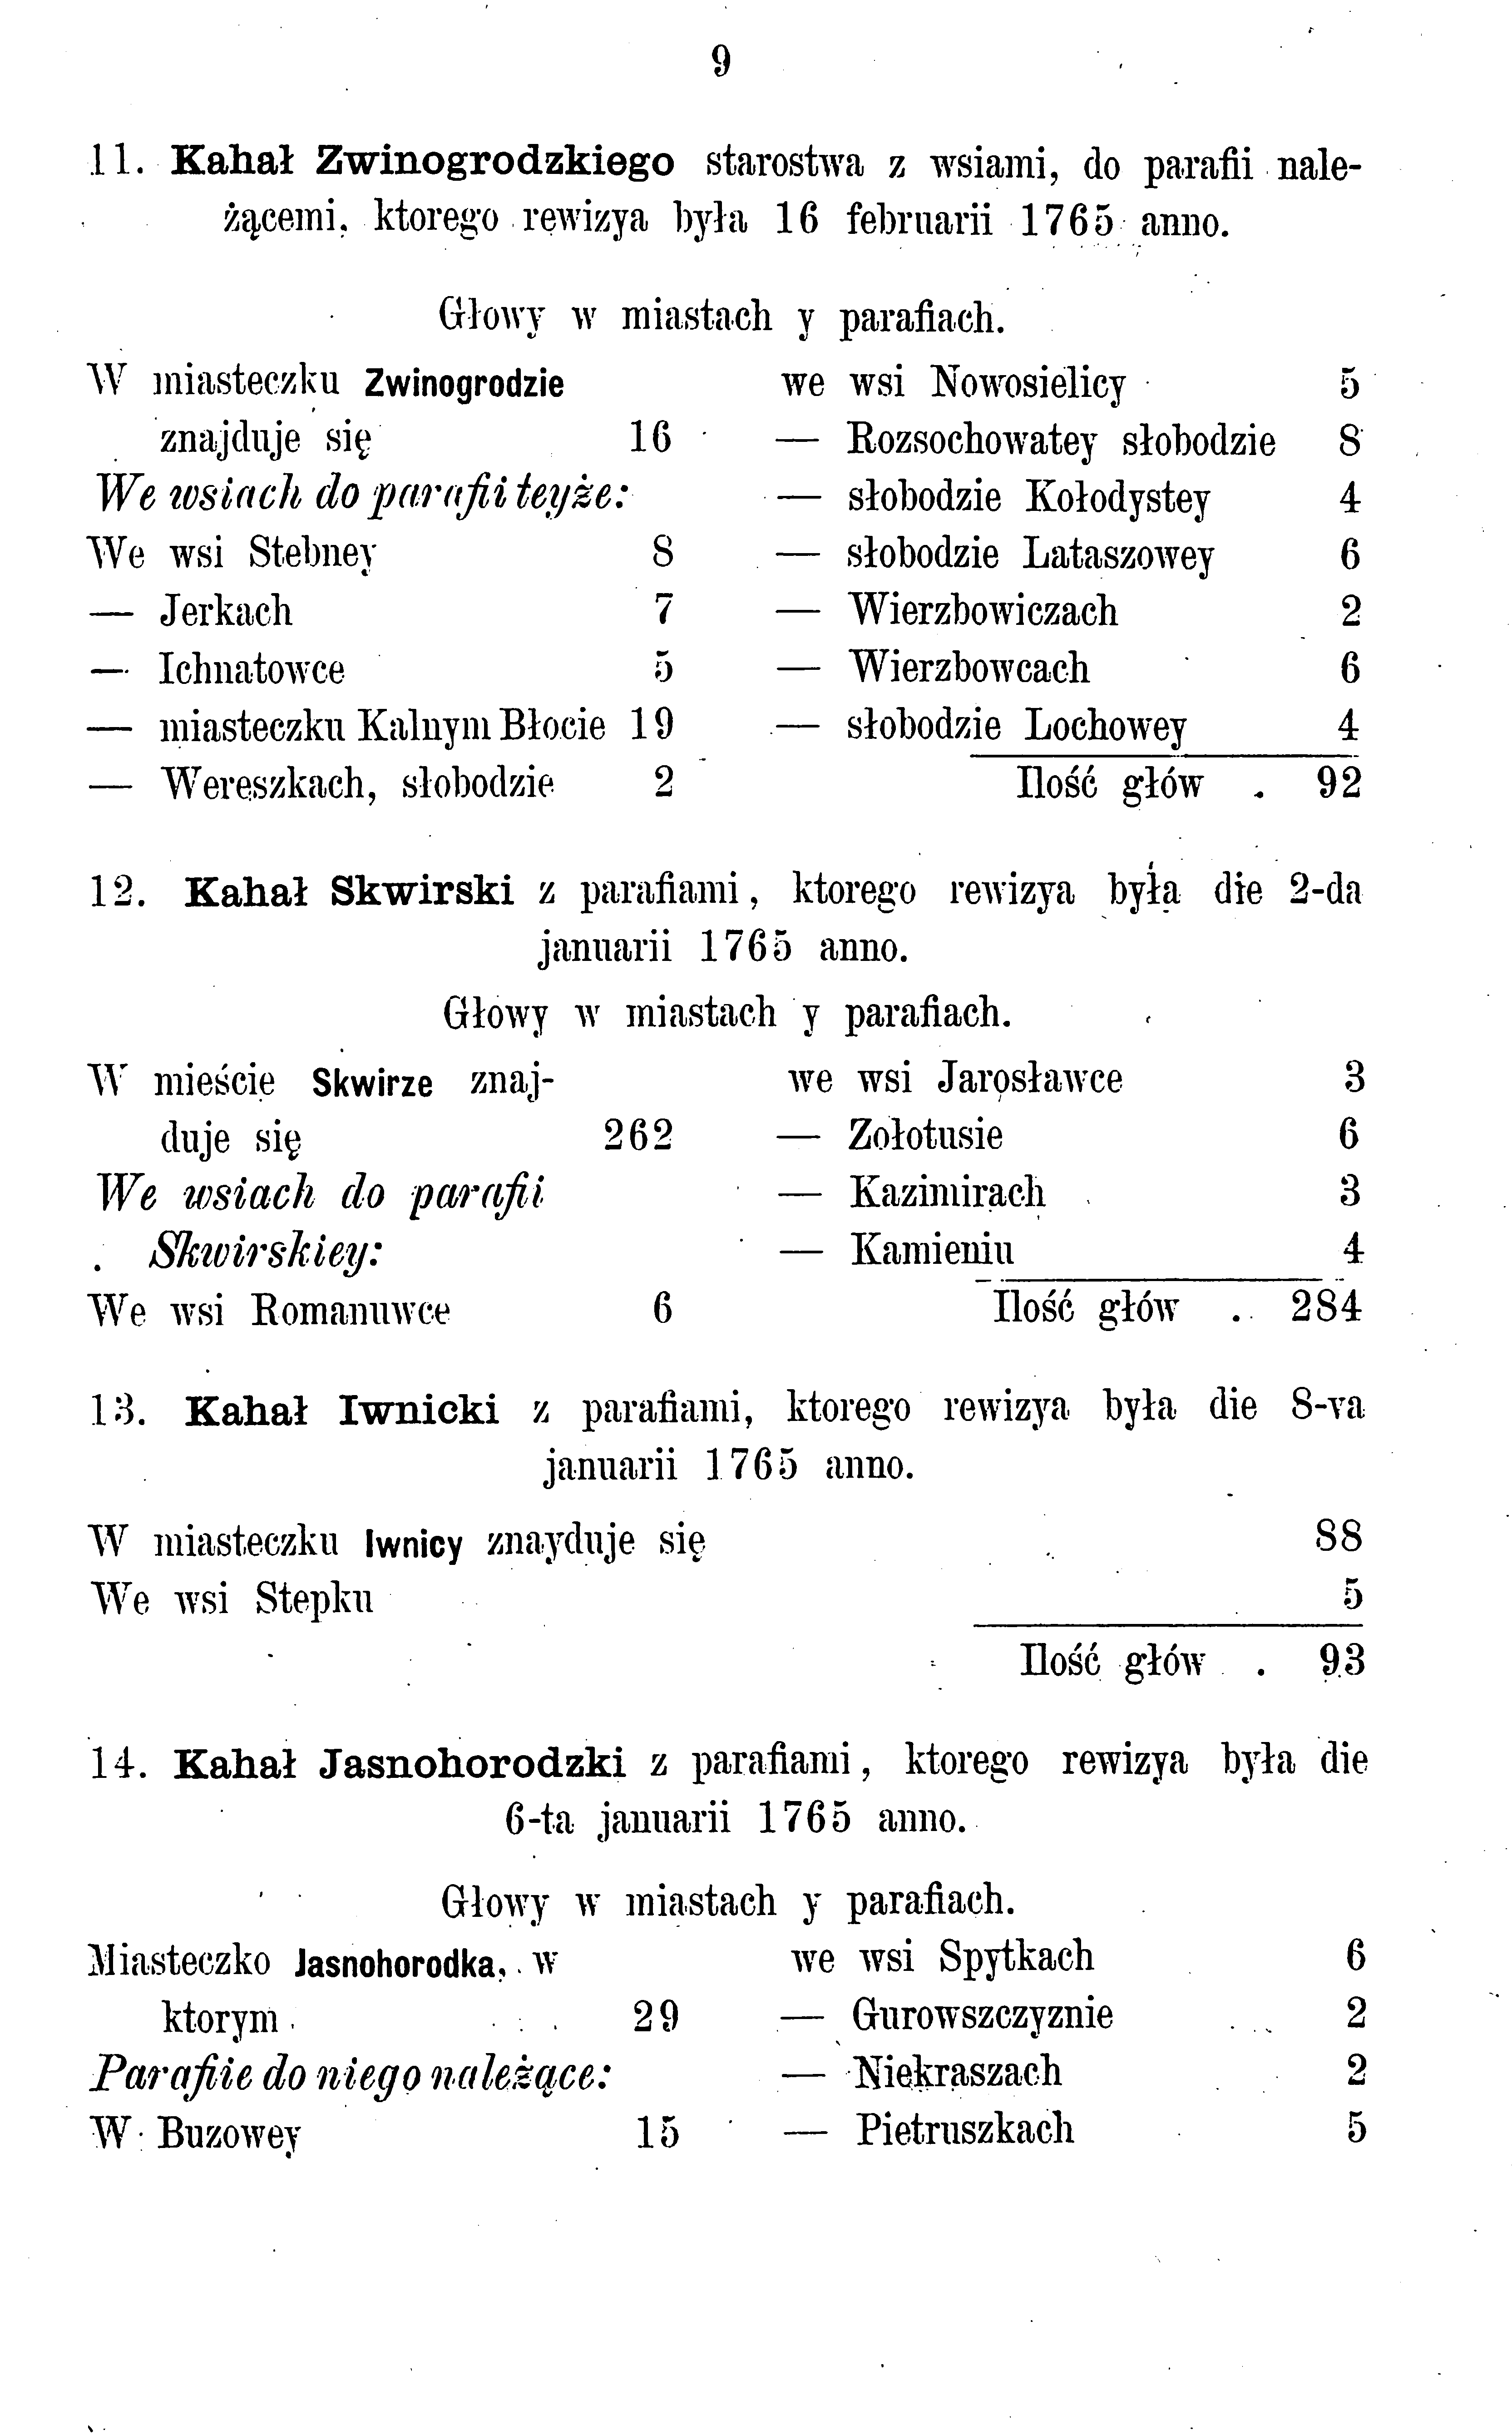 9
11. Kahał Zwinogrodzkiego starostwa z wsiami, do parafii nale-
żącemi, ktorego rewizya była 16 februarii 1765 anno.
Głowy w miastach y parafiach.
W miasteczku Zwinogrodzie
znajduje się 16
We wsiach do parafii teyże:
We wsi Stebney 8
— Jerkach 7
— Ichnatowce 5
— miasteczku Kalnym Błocie 19
— Wereszkach, słobodzie 2
we wsi Nowosielicy 5
— Rozsochowatey słobodzie 8
— słobodzie Kołodystey 4
— słobodzie Lataszowey 6
— Wierzbowiczach 2
— Wierzbowcach 6
— słobodzie Lochowey 4
Ilość głów . 92
12. Kahał Skwirski z parafiami, ktorego rewizya była die 2-da
januarii 1765 anno.
Głowy w miastach y parafiach.
W mieście Skwirze znaj-
duje się 262
We wsiach do parafii
Skwirskiey:
We wsi Romanuwce 6
we wsi Jarosławce 3
— Zołotusie 6
— Kazimirach 3
— Kamieniu 4
Ilość głów . 284
13. Kahał Iwnicki z parafiami, ktorego rewizya była die 8-va
januarii 1765 anno.
W miasteczku Iwnicy znayduje się 88
We wsi Stepku 5
Ilość głów . 93
14. Kahał Jasnohorodzki z parafiami, ktorego rewizya była die
6-ta januarii 1765 anno.
Głowy w miastach y parafiach.
Miasteczko Jasnohorodka, w
ktorym . . . 29
Parafiie do niego należące:
W Buzowey 15
we wsi Spytkach 6
— Gurowszczyznie 2
— Niekraszach 2
— Pietruszkach 5